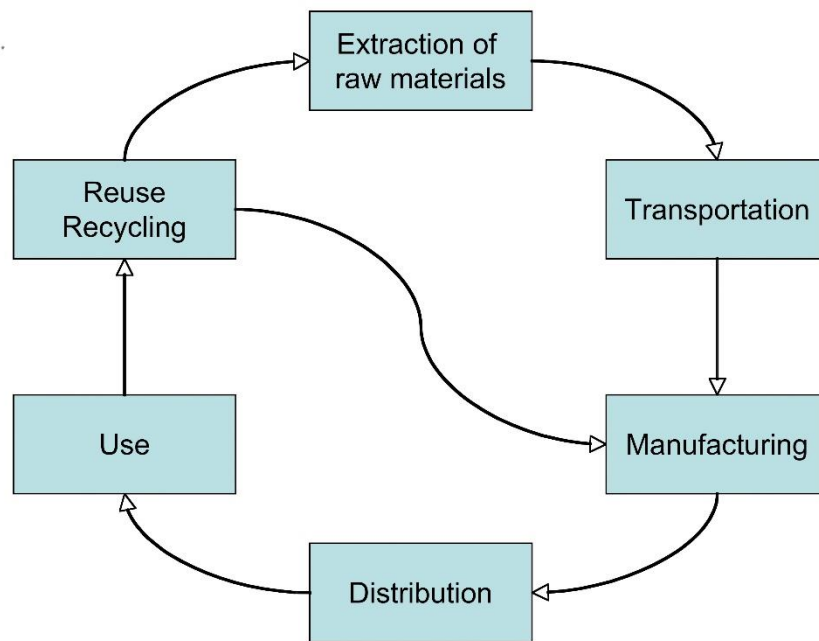 Extraction of
raw materials
Reuse
Recycling
Transportation
Use
Manufacturing
Distribution